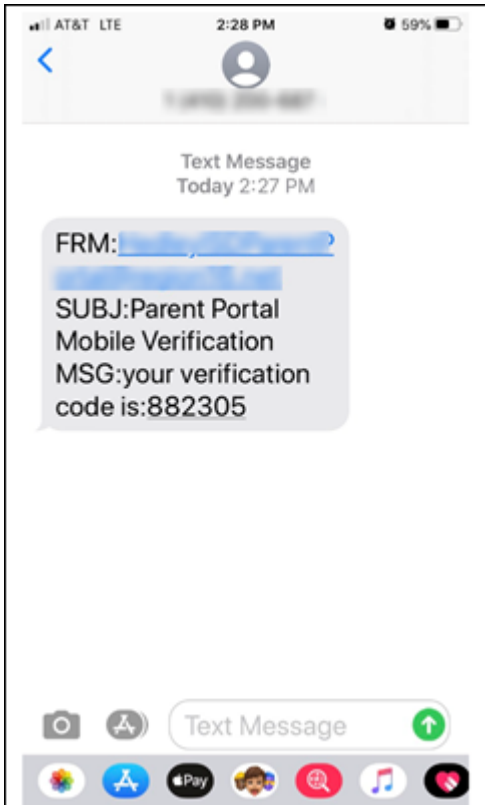 AT&T LTE
2:28 PM
59%
Text Message
Today 2:27 PM
FRM:
SUBJ:Parent Portal
Mobile Verification
MSG:your verification
code is:882305
Text Message
Pay